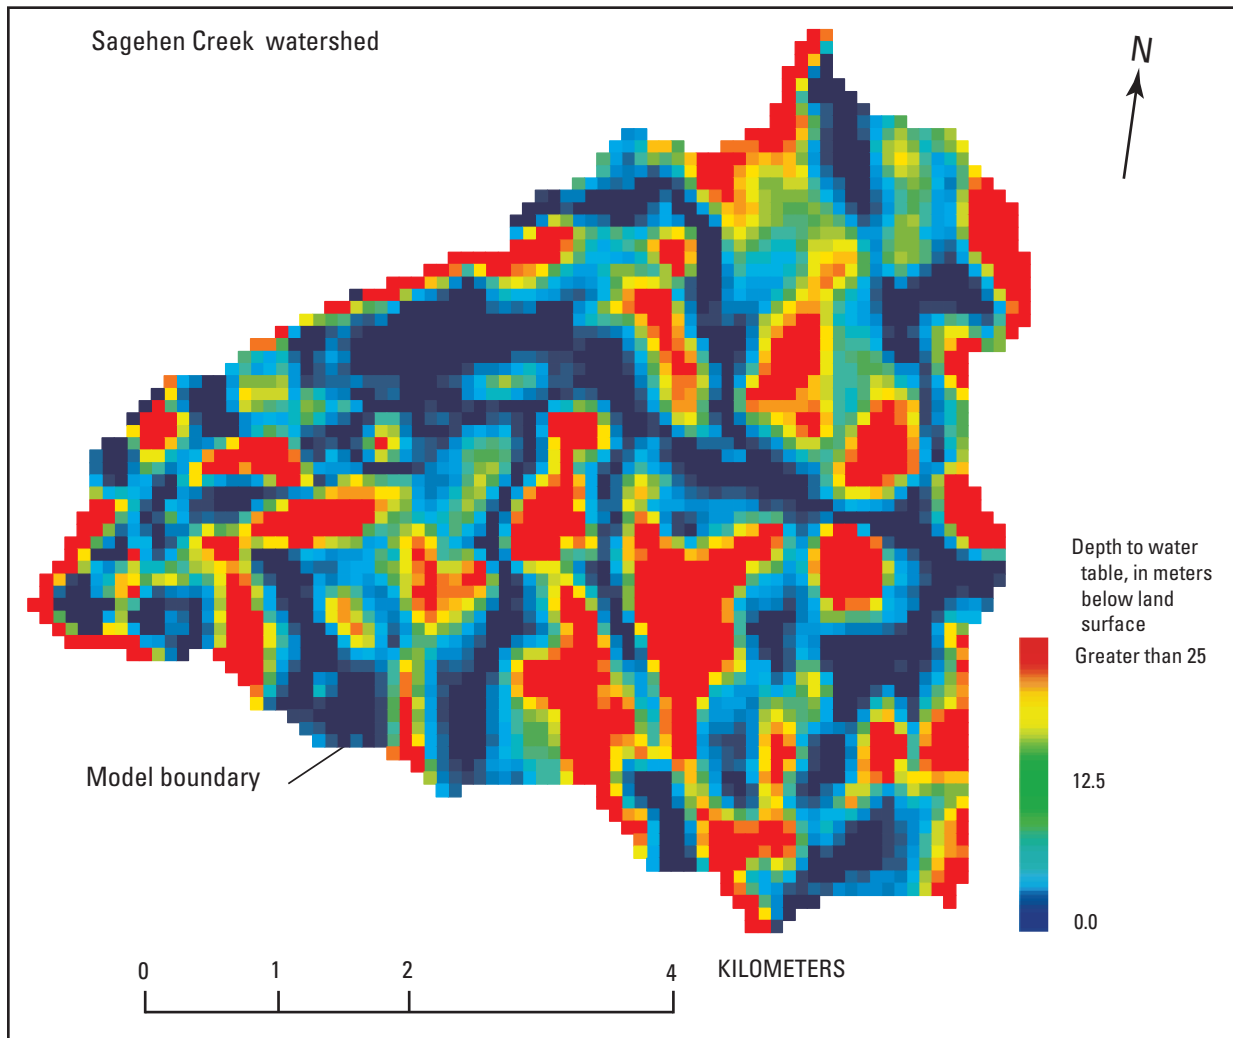 Sagehen Creek watershed
N
Depth to water
table, in meters
below land
surface
Greater than 25
12.5
0.0
Model boundary
0 1 2 4 KILOMETERS